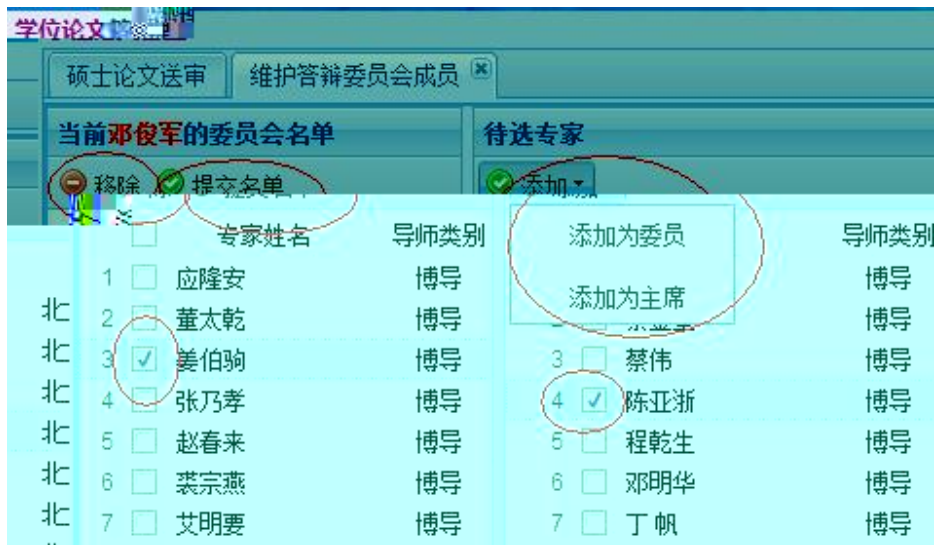 学位论文
硕士论文送审 维护答辩委员会成员
当前邓俊军的委员会名单 待选专家
移除 提交名单 添加
专家姓名 导师类别 添加为委员 导师类别
1 应隆安 博导 博导
添加为主席
北 2 董太乾 博导 博导
北 3 姜伯驹 博导 3 蔡伟 博导
北 4 张乃孝 博导 4 陈亚浙 博导
北 5 赵春来 博导 5 程乾生 博导
北 6 裘宗燕 博导 6 邓明华 博导
北 7 艾明要 博导 7 丁帆 博导